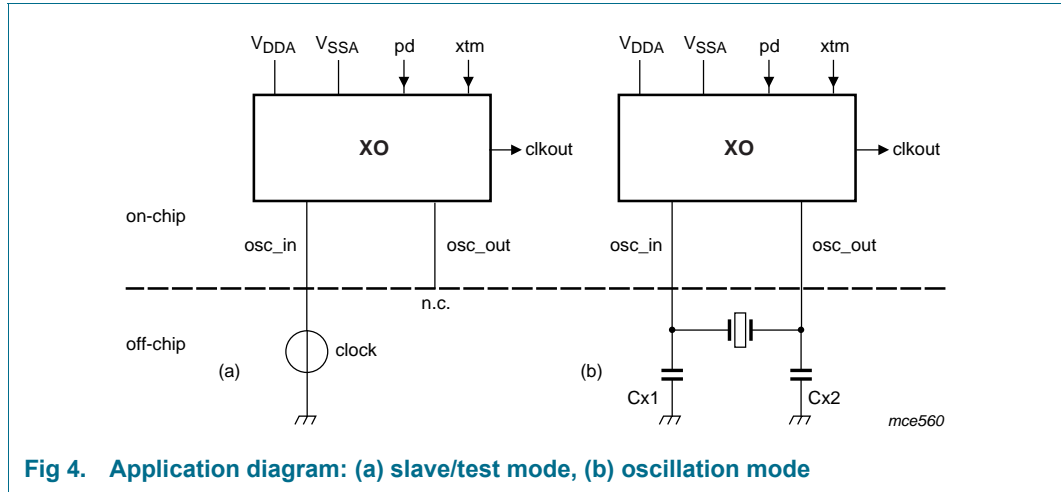 VDDA VSSA pd xtm VDDA VSSA pd xtm
XO clkout XO clkout
on-chip
osc_in osc_out osc_in osc_out
n.c.
off-chip
clock
(a) (b)
Cx1 Cx2
mce560
Fig 4. Application diagram: (a) slave/test mode, (b) oscillation mode